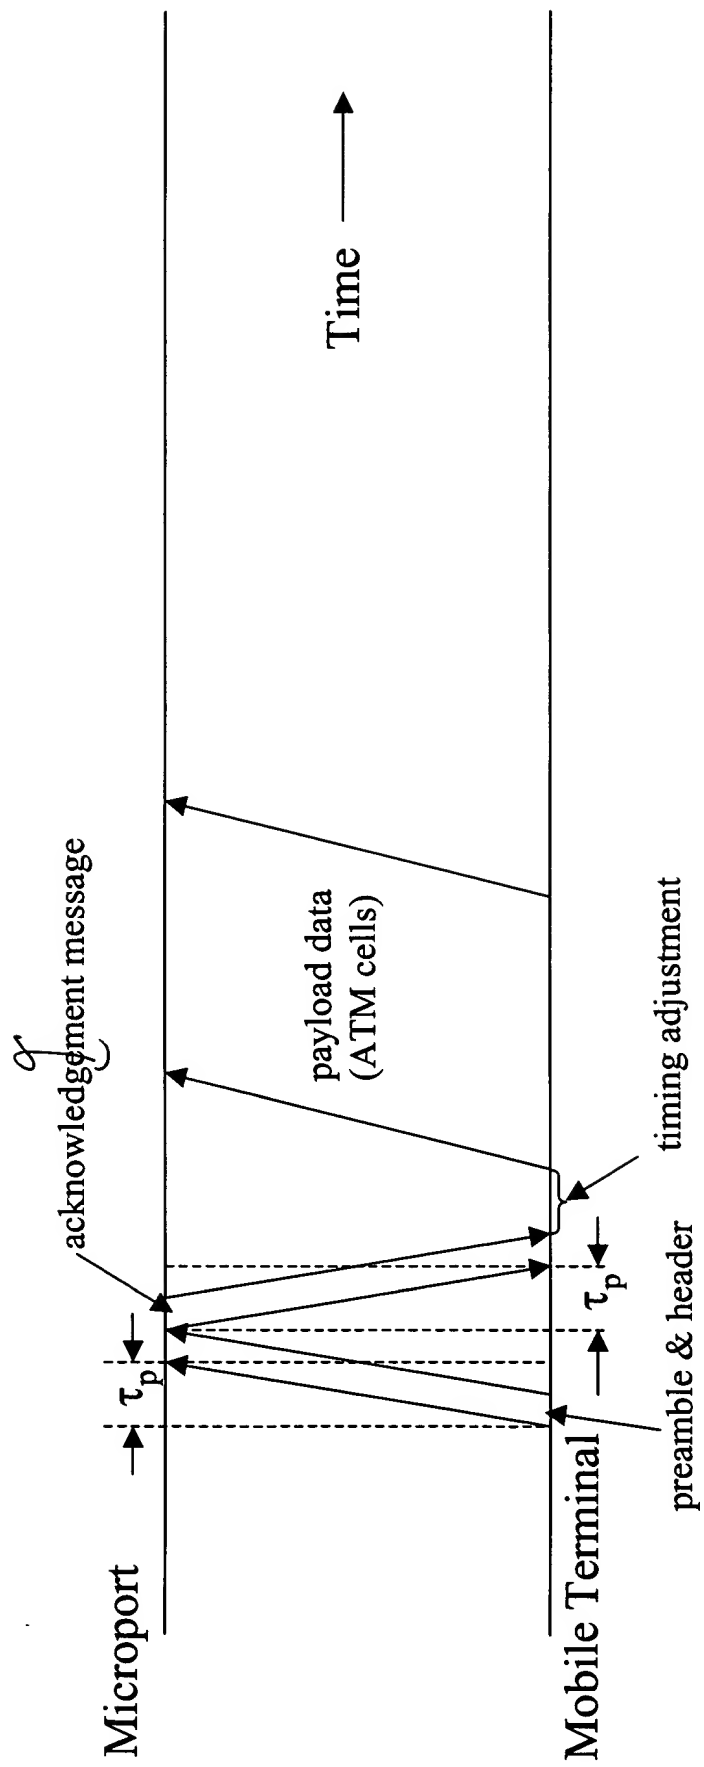 Microport
τp
acknowledgement message
payload data
(ATM cells)
Time
τp
Mobile Terminal
preamble & header
timing adjustment